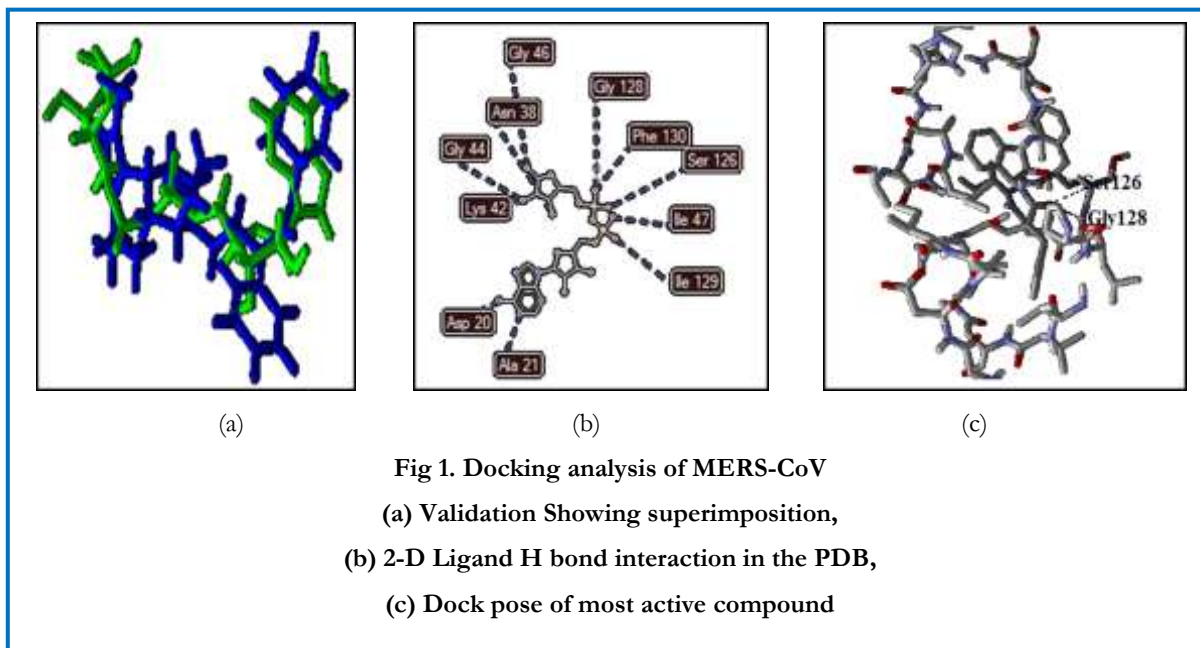 Gly 46
Gly 128
Asn 38
Phe 130
Ser 126
Gly 44
Lys 42
Ile 47
Ile 129
Asp 20
Ala 21
Ser126
Gly128
(a) (b) (c)
Fig 1. Docking analysis of MERS-CoV
(a) Validation Showing superimposition,
(b) 2-D Ligand H bond interaction in the PDB,
(c) Dock pose of most active compound